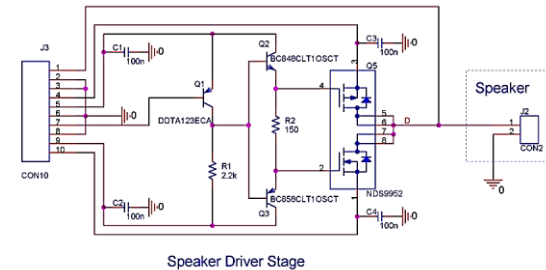 J3
1
2
3
4
5
6
7
8
9
10
CON10
C1
100n
0
0
C2
100n
0
Q1
DDTA123ECA
R1
2.2k
Q2
BC848CLT1OSCT
R2
150
BC858CLT1OSCT
Q3
C3
100n
0
3
Q5
4
2
5
6
7
8
D
NDS9952
1
C4
100n
0
Speaker
J2
1
2
CON2
0
Speaker Driver Stage